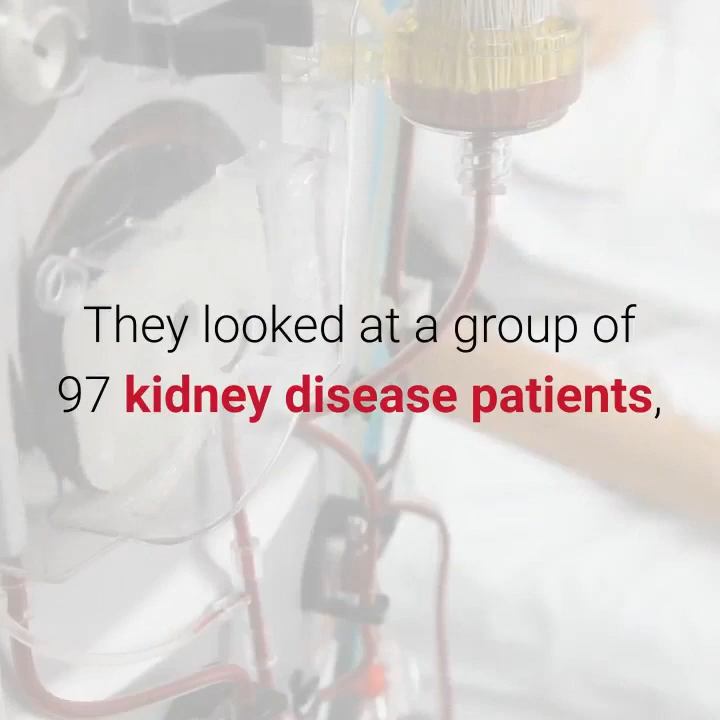 They looked at a group of
97 kidney disease patients,